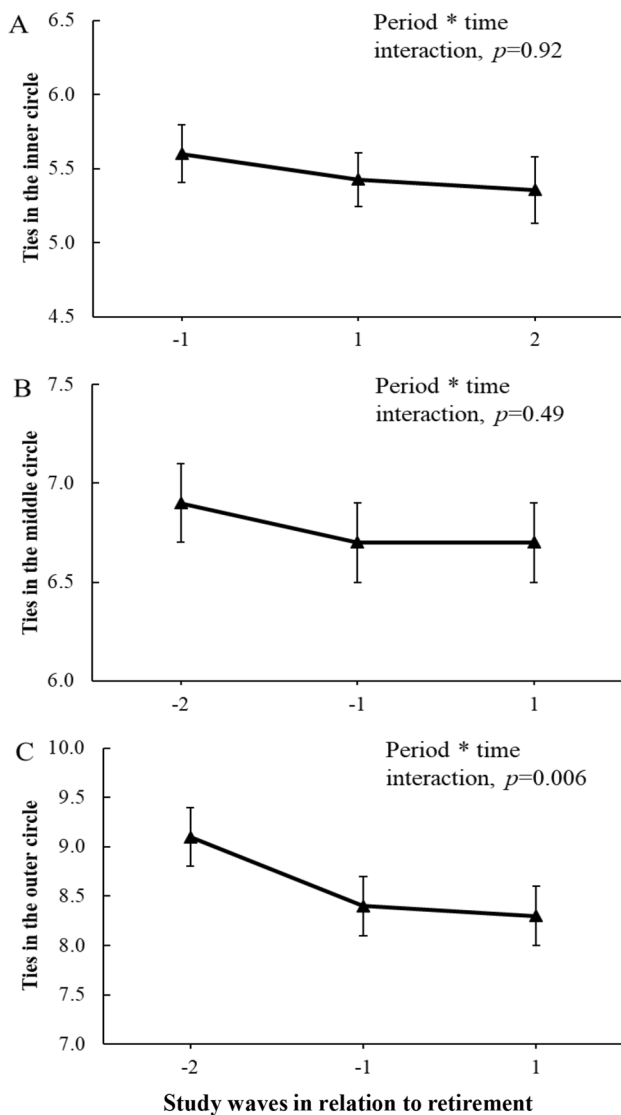 A
6.5
6.0
5.5
5.0
4.5
Ties in the inner circle
Period * time
interaction, p=0.92
-1
1
2
B
7.5
7.0
6.5
6.0
Ties in the middle circle
Period * time
interaction, p=0.49
-2
-1
1
C
10.0
9.5
9.0
8.5
8.0
7.5
7.0
Ties in the outer circle
Period * time
interaction, p=0.006
-2
-1
1
Study waves in relation to retirement